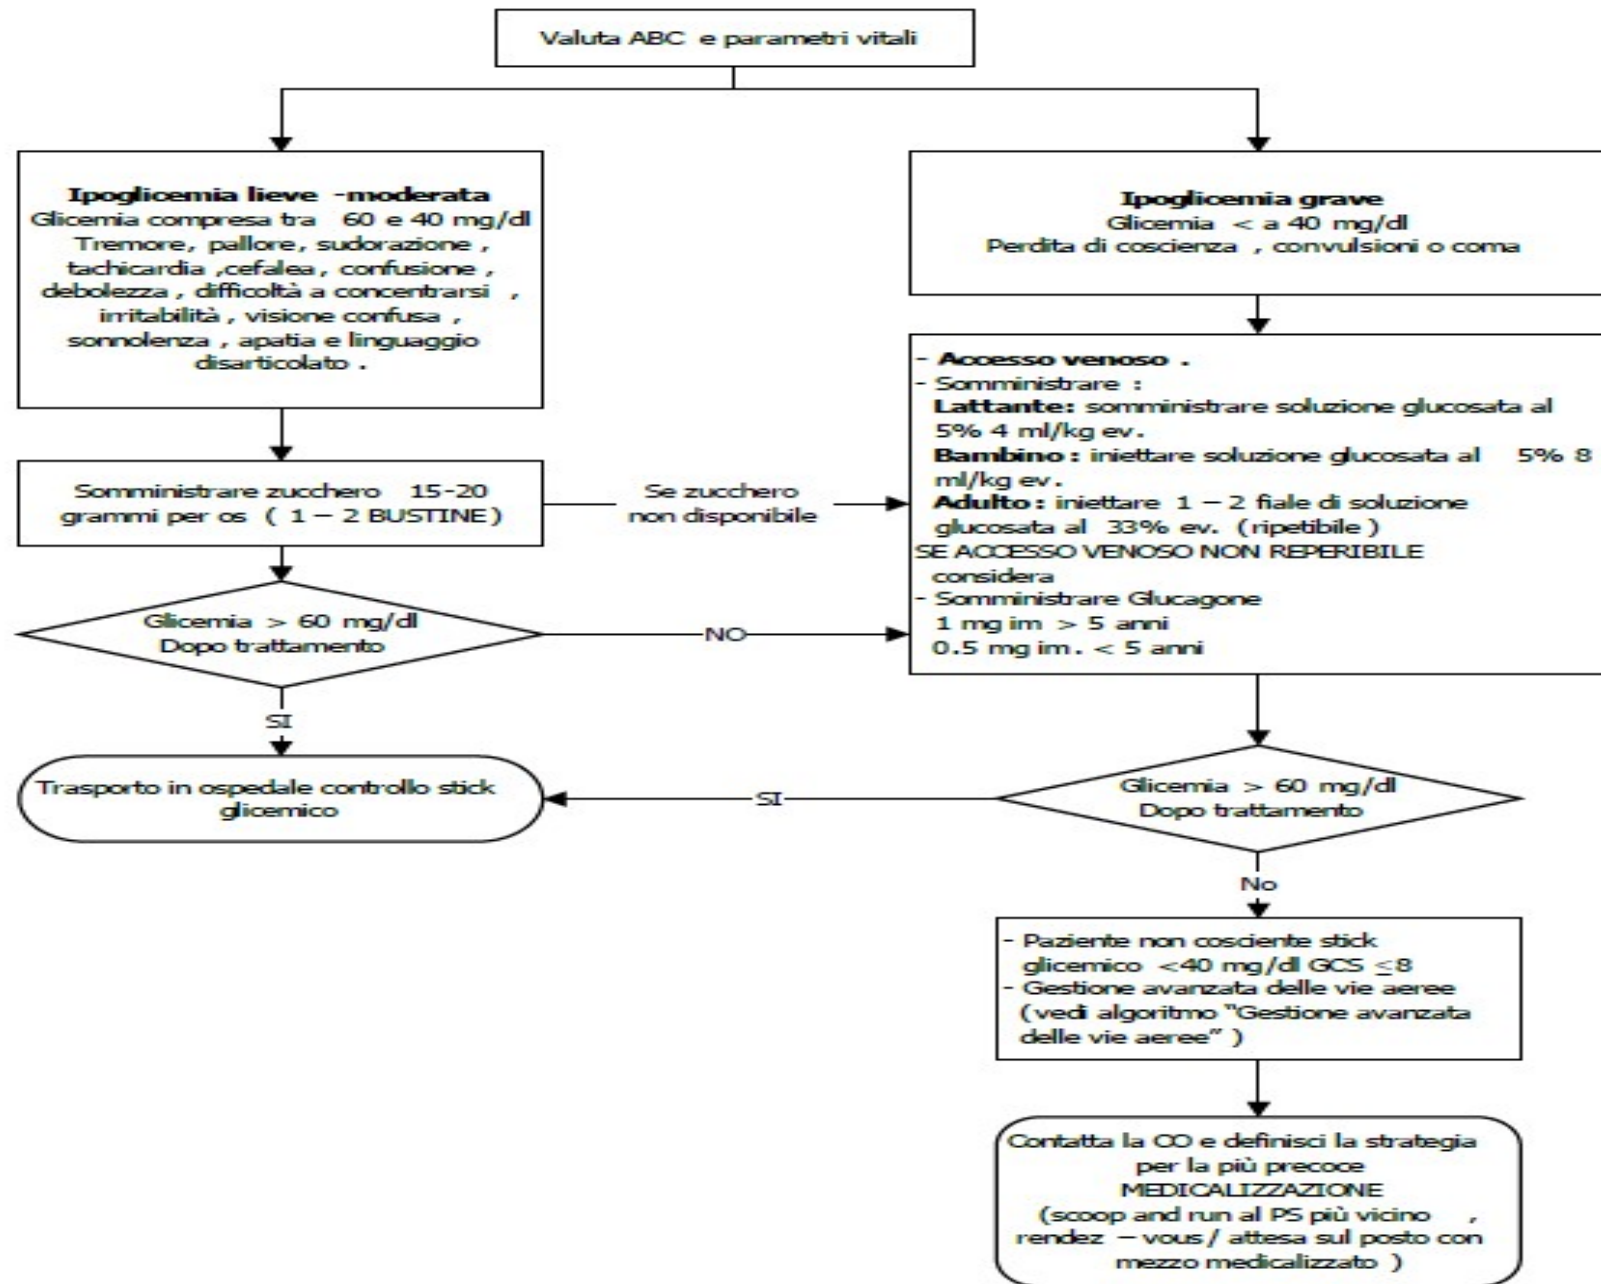 Valuta ABC e parametri vitali
Ipoglicemia lieve -moderata
Glicemia compresa tra 60 e 40 mg/dl
Tremore, pallore, sudorazione ,
tachicardia ,cefalea, confusione ,
debolezza , difficoltà a concentrarsi ,
irritabilità , visione confusa ,
sonnolenza , apatia e linguaggio
disarticolato .
Ipoglicemia grave
Glicemia < a 40 mg/dl
Perdita di coscienza , convulsioni o coma
- Accesso venoso .
- Somministrare :
Lattante: somministrare soluzione glucosata al
5% 4 ml/kg ev.
Bambino : iniettare soluzione glucosata al 5% 8
ml/kg ev.
Adulto : iniettare 1 – 2 fiale di soluzione
glucosata al 33% ev. (ripetibile )
SE ACCESSO VENOSO NON REPERIBILE
considera
- Somministrare Glucagone
1 mg im > 5 anni
0.5 mg im. < 5 anni
Somministrare zucchero 15-20
grammi per os ( 1 – 2 BUSTINE)
Se zucchero
non disponibile
Glicemia > 60 mg/dl
Dopo trattamento
NO
SI
Trasporto in ospedale controllo stick
glicemico
SI
Glicemia > 60 mg/dl
Dopo trattamento
No
- Paziente non cosciente stick
glicemico <40 mg/dl GCS ≤8
- Gestione avanzata delle vie aeree
(vedi algoritmo "Gestione avanzata
delle vie aeree" )
Contatta la CO e definisci la strategia
per la più precoce
MEDICALIZZAZIONE
(scoop and run al PS più vicino ,
rendez – vous / attesa sul posto con
mezzo medicalizzato )